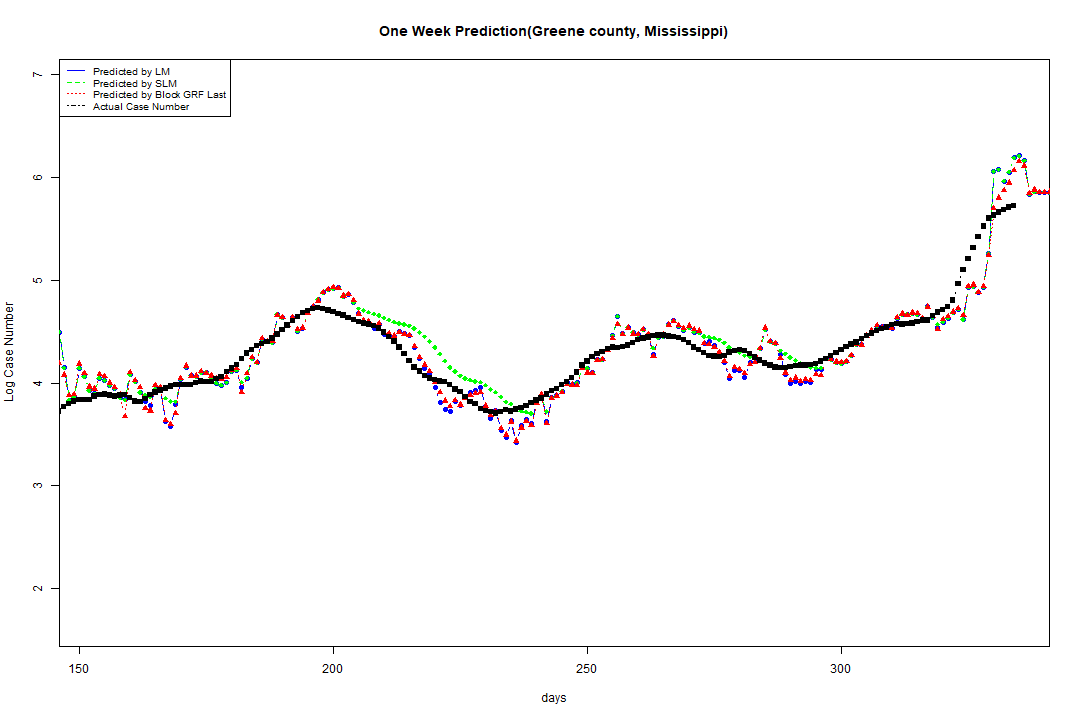 One Week Prediction(Greene county, Mississippi)
Predicted by LM
Predicted by SLM
Predicted by Block GRF Last
Actual Case Number
7
6
5
4
3
2
Log Case Number
150
200
250
300
days